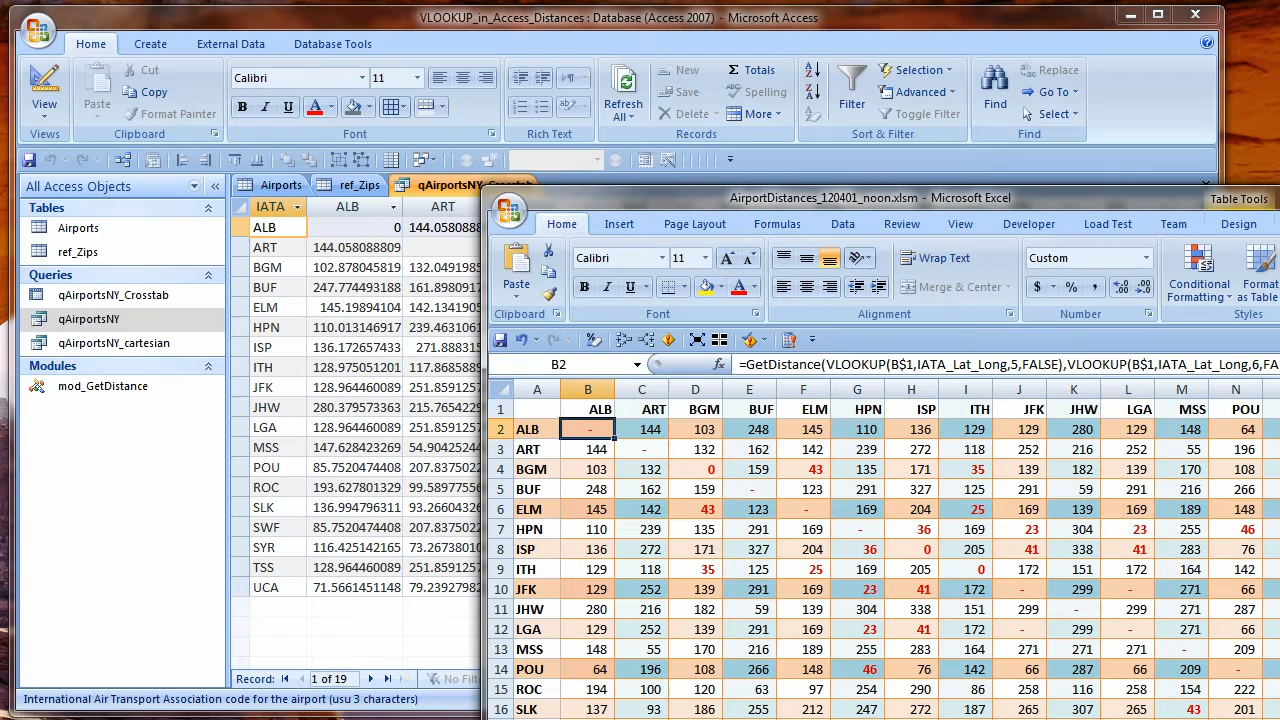 VLOOKUP_in_Access_Distances : Database (Access 2007) - Microsoft Access
Home Create External Data Database Tools
View
Views
Paste
Cut
Copy
Format Painter
Clipboard
Calibri 11
B I U A
Font
Rich Text
Refresh All
New
Save
Delete
Totals
Spelling
More
Records
Filter
Selection
Advanced
Toggle Filter
Sort & Filter
Find
Replace
Go To
Select
Find
All Access Objects
Tables
Airports
ref_Zips
Queries
qAirportsNY_Crosstab
qAirportsNY
qAirportsNY_cartesian
Modules
mod_GetDistance
Airports ref_Zips qAirportsNY_Crosstab
IATA ALB ART
ALB 0 144.0580888
ART 144.058088809
BGM 102.878045819 132.0491985
BUF 247.774493188 161.8980917
ELM 145.19894104 142.1341905
HPN 110.013146917 239.4631061
ISP 136.172657433 271.888315
ITH 128.975051201 117.8685889
JFK 128.964460089 251.8591257
JHW 280.379573363 215.7654229
LGA 128.964460089 251.8591257
MSS 147.628423369 54.90421445
POU 85.7520474078 207.8373575
ROC 193.627801031 99.58977565
SLK 136.994796311 93.26604326
SWF 85.7520474078 207.8373575
SYR 116.425142165 73.26738010
TSS 128.964460089 251.8591257
UCA 71.5661451148 79.23927982
Record: 1 of 19 No Fil
International Air Transport Association code for the airport (usu 3 characters)
AirportDistances_120401_noon.xlsm - Microsoft Excel Table Tools
Home Insert Page Layout Formulas Data Review View Developer Load Test Team Design
Paste
Clipboard
Calibri 11 A A
B I U A
Font
Wrap Text
Merge & Center
Alignment
Custom
$ % ,
Number
Conditional Formatting
Format as Table
Styles
B2 fx =GetDistance(VLOOKUP(B$1,IATA_Lat_Long,5,FALSE),VLOOKUP(B$1,IATA_Lat_Long,6,FA
A B C D E F G H I J K L M N
1 ALB ART BGM BUF ELM HPN ISP ITH JFK JHW LGA MSS POU
2 ALB - 144 103 248 145 110 136 129 129 280 129 148 64
3 ART 144 - 132 162 142 239 272 118 252 216 252 55 196
4 BGM 103 132 0 159 43 135 171 35 139 182 139 170 108
5 BUF 248 162 159 - 123 291 327 125 291 59 291 216 266
6 ELM 145 142 43 123 - 169 204 25 169 139 169 189 148
7 HPN 110 239 135 291 169 - 36 169 23 304 23 255 46
8 ISP 136 272 171 327 204 36 0 205 41 338 41 283 76
9 ITH 129 118 35 125 25 169 205 0 172 151 172 164 142
10 JFK 129 252 139 291 169 23 41 172 - 299 - 271 66
11 JHW 280 216 182 59 139 304 338 151 299 - 299 271 287
12 LGA 129 252 139 291 169 23 41 172 - 299 - 271 66
13 MSS 148 55 170 216 189 255 283 164 271 271 271 - 209
14 POU 64 196 108 266 148 46 76 142 66 287 66 209 -
15 ROC 194 100 120 63 97 254 290 86 258 116 258 154 222
16 SLK 137 93 186 255 212 247 272 187 265 307 265 43 201